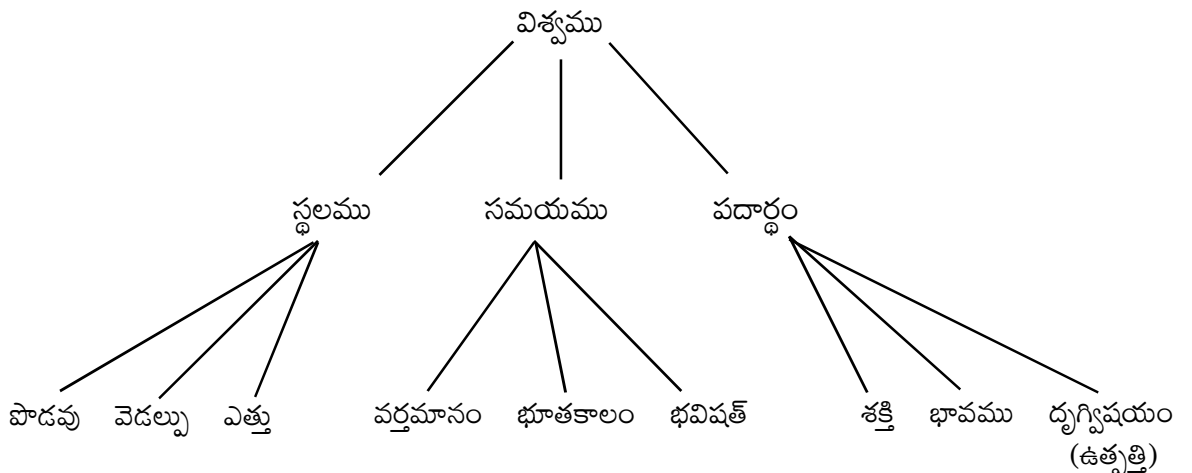 విశ్వము
స్థలము సమయము పదార్థం
పొడవు వెడల్పు ఎత్తు వర్తమానం భూతకాలం భవిషత్ శక్తి భావము దృగ్విషయం
(ఉత్పత్తి)